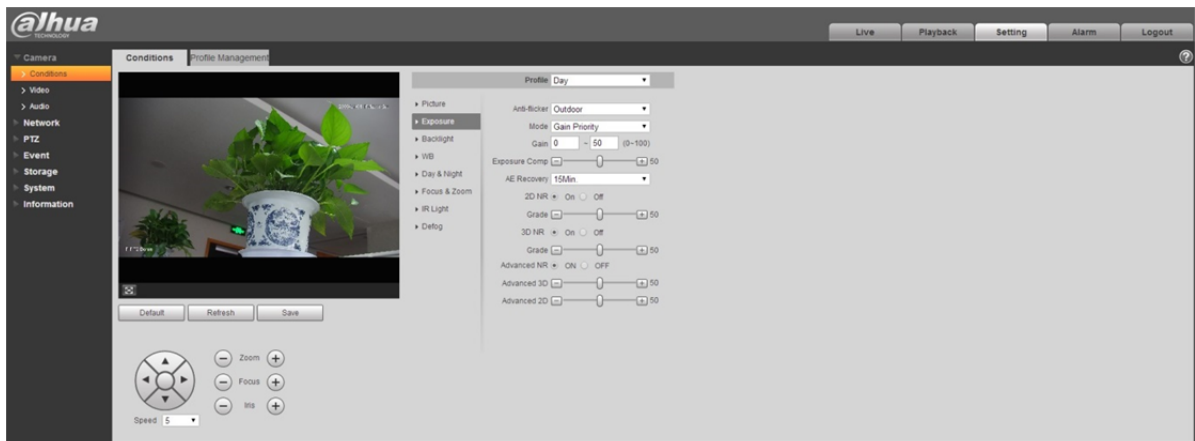 alhua
TECHNOLOGY
Live Playback Setting Alarm Logout
Camera
Conditions
Video
Audio
Network
PTZ
Event
Storage
System
Information
Conditions Profile Management
Default Refresh Save
Zoom
Focus
Iris
Speed 5
Profile Day
Picture
Exposure
Backlight
WB
Day & Night
Focus & Zoom
IR Light
Defog
Anti-flicker Outdoor
Mode Gain Priority
Gain 0 ~ 50 (0~100)
Exposure Comp 50
AE Recovery 15Min.
2D NR On Off
Grade 50
3D NR On Off
Grade 50
Advanced NR ON OFF
Advanced 3D 50
Advanced 2D 50